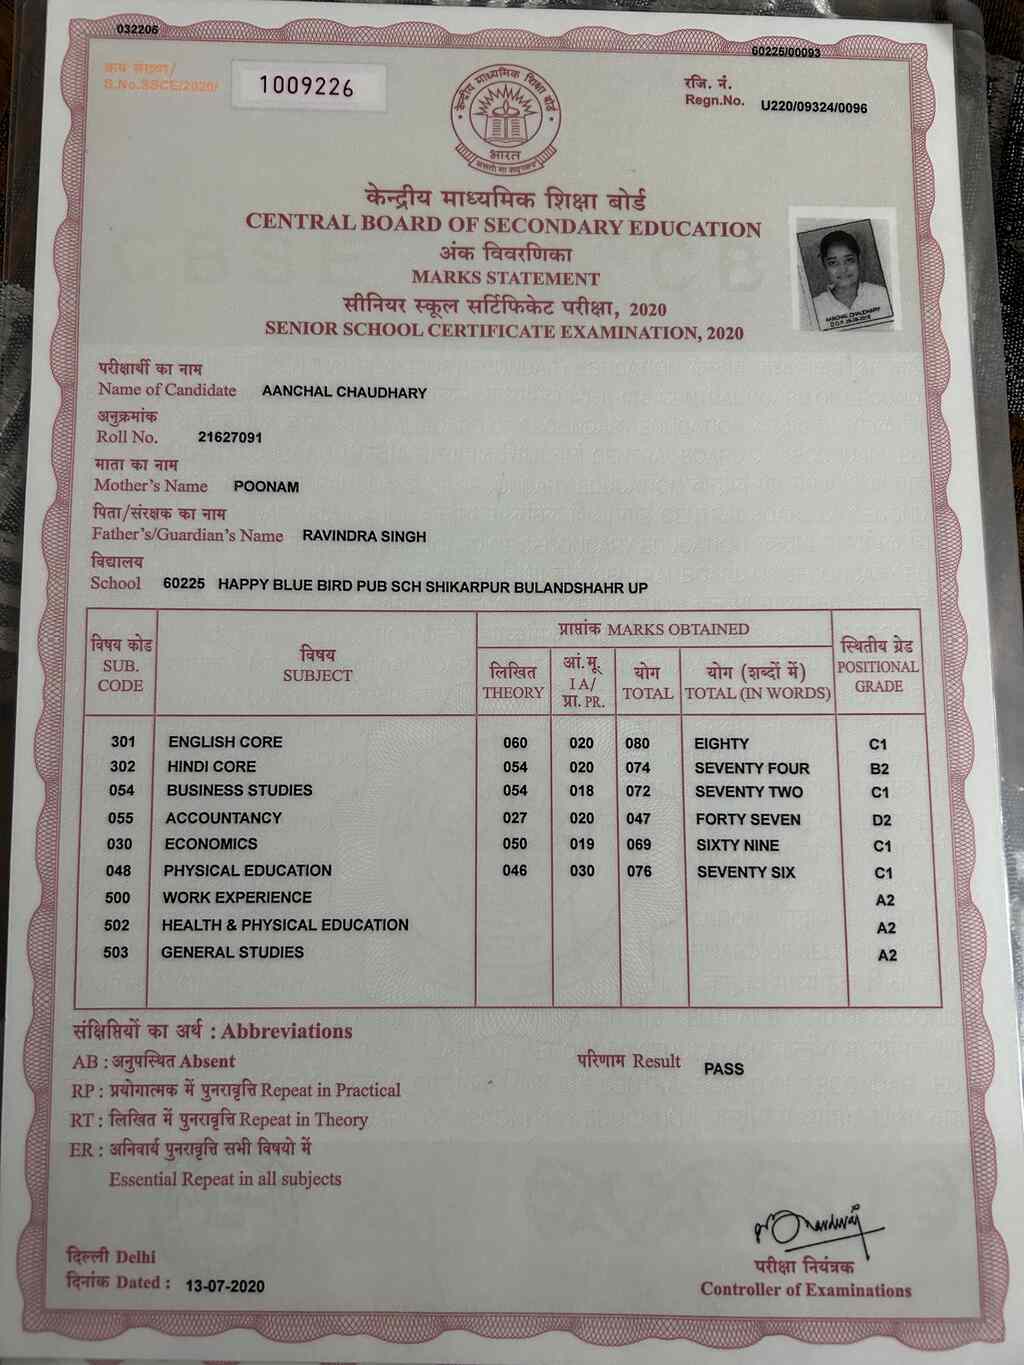 032206
60225/00093
क्रम संख्या/
S.No.SSCE/2020/ 1009226
रजि. नं.
Regn.No. U220/09324/0096
केन्द्रीय माध्यमिक शिक्षा बोर्ड
भारत
केन्द्रीय माध्यमिक शिक्षा बोर्ड
CENTRAL BOARD OF SECONDARY EDUCATION
अंक विवरणिका
MARKS STATEMENT
सीनियर स्कूल सर्टिफिकेट परीक्षा, 2020
SENIOR SCHOOL CERTIFICATE EXAMINATION, 2020
AANCHAL CHAUDHARY
परीक्षार्थी का नाम
Name of Candidate AANCHAL CHAUDHARY
अनुक्रमांक
Roll No. 21627091
माता का नाम
Mother's Name POONAM
पिता/संरक्षक का नाम
Father's/Guardian's Name RAVINDRA SINGH
विद्यालय
School 60225 HAPPY BLUE BIRD PUB SCH SHIKARPUR BULANDSHAHR UP
विषय कोड
SUB.
CODE
विषय
SUBJECT
प्राप्तांक MARKS OBTAINED
लिखित
THEORY
आं.मू.
I A/
प्रा. PR.
योग
TOTAL
योग (शब्दों में)
TOTAL (IN WORDS)
स्थितीय ग्रेड
POSITIONAL
GRADE
301 ENGLISH CORE 060 020 080 EIGHTY C1
302 HINDI CORE 054 020 074 SEVENTY FOUR B2
054 BUSINESS STUDIES 054 018 072 SEVENTY TWO C1
055 ACCOUNTANCY 027 020 047 FORTY SEVEN D2
030 ECONOMICS 050 019 069 SIXTY NINE C1
048 PHYSICAL EDUCATION 046 030 076 SEVENTY SIX C1
500 WORK EXPERIENCE A2
502 HEALTH & PHYSICAL EDUCATION A2
503 GENERAL STUDIES A2
संक्षिप्तियों का अर्थ : Abbreviations
AB : अनुपस्थित Absent
परिणाम Result PASS
RP : प्रयोगात्मक में पुनरावृत्ति Repeat in Practical
RT : लिखित में पुनरावृत्ति Repeat in Theory
ER : अनिवार्य पुनरावृत्ति सभी विषयो में
Essential Repeat in all subjects
दिल्ली Delhi
दिनांक Dated : 13-07-2020
परीक्षा नियंत्रक
Controller of Examinations